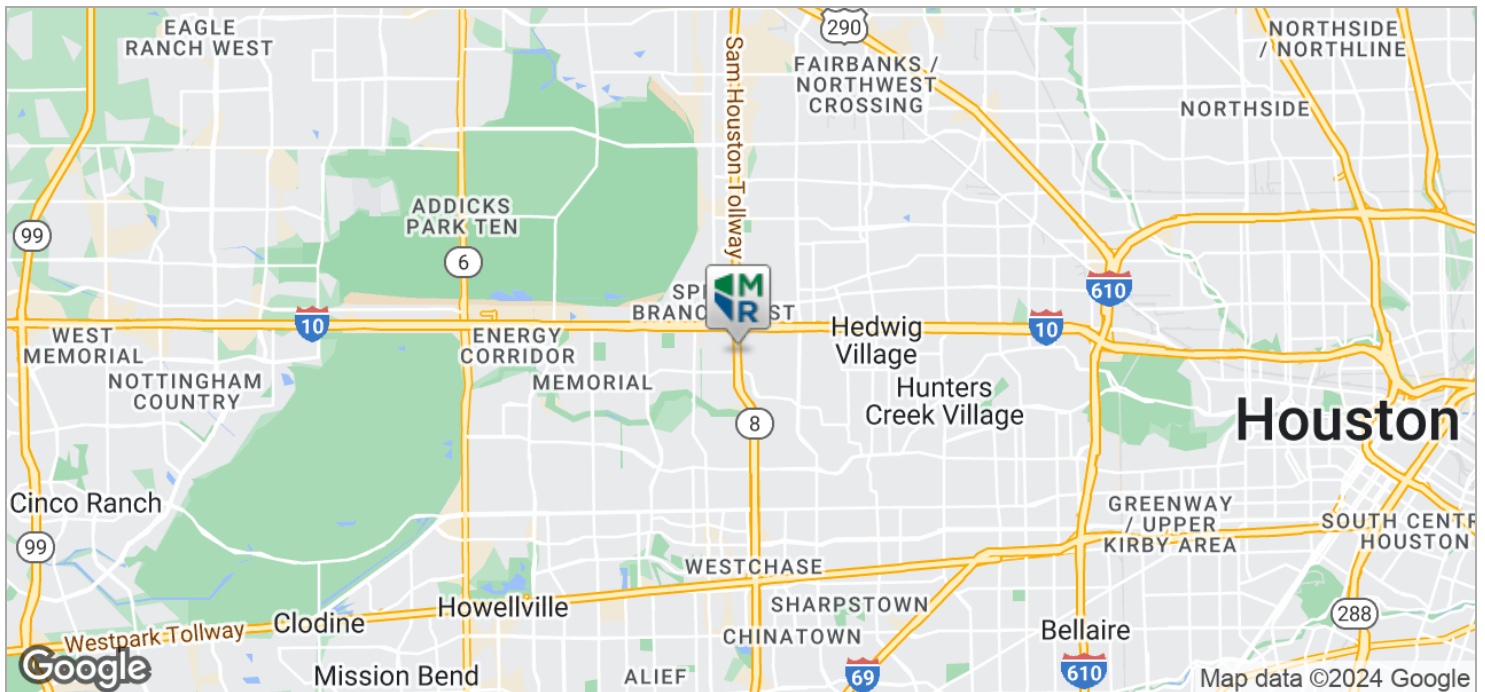 EAGLE
RANCH WEST
290
NORTHSIDE
/ NORTHLINE
Sam Houston Tollway
FAIRBANKS /
NORTHWEST
CROSSING
NORTHSIDE
ADDICKS
PARK TEN
99
6
M
R
SP
BRANC ST
610
10
WEST
MEMORIAL
ENERGY
CORRIDOR
Hedwig
Village
10
NOTTINGHAM
COUNTRY
MEMORIAL
Hunters
Creek Village
8
Houston
Cinco Ranch
99
GREENWAY
/ UPPER
KIRBY AREA
SOUTH CENTR
HOUSTON
WESTCHASE
Howellville
SHARPSTOWN
288
Clodine
Westpark Tollway
CHINATOWN
Bellaire
Google
Mission Bend
ALIEF
69
610
Map data ©2024 Google